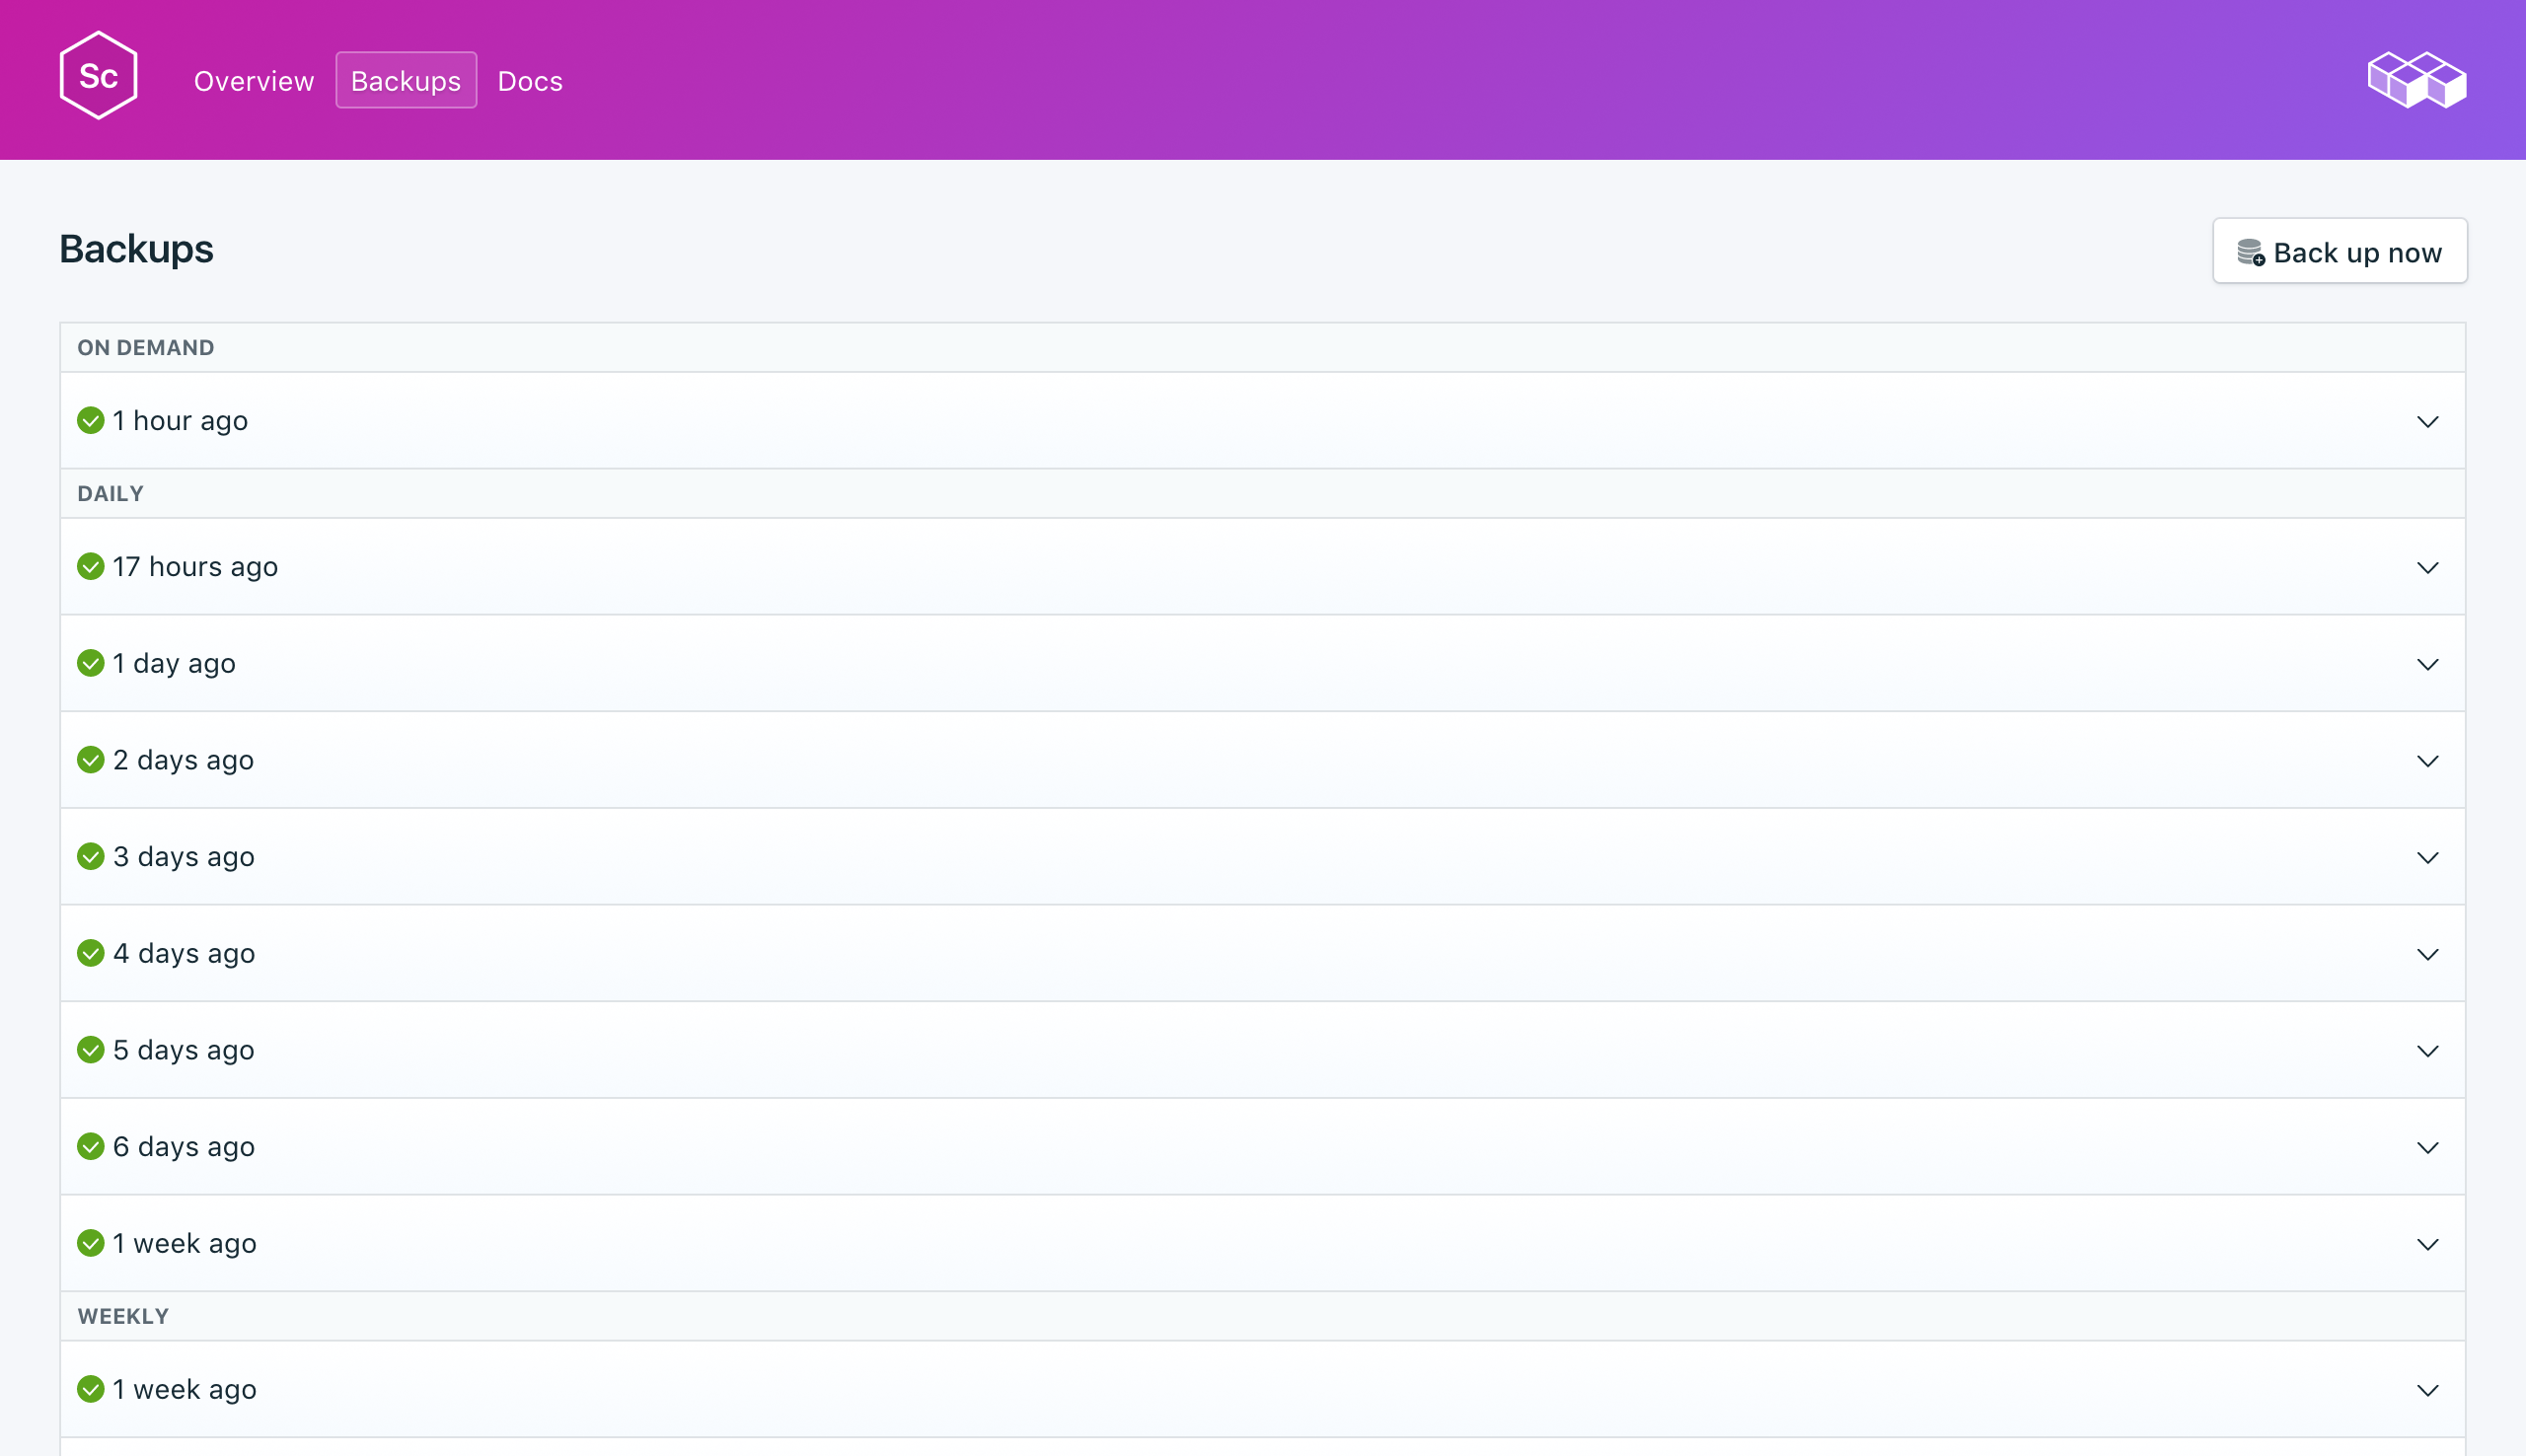 Sc
Overview Backups Docs
Backups
Back up now
ON DEMAND
1 hour ago
DAILY
17 hours ago
1 day ago
2 days ago
3 days ago
4 days ago
5 days ago
6 days ago
1 week ago
WEEKLY
1 week ago